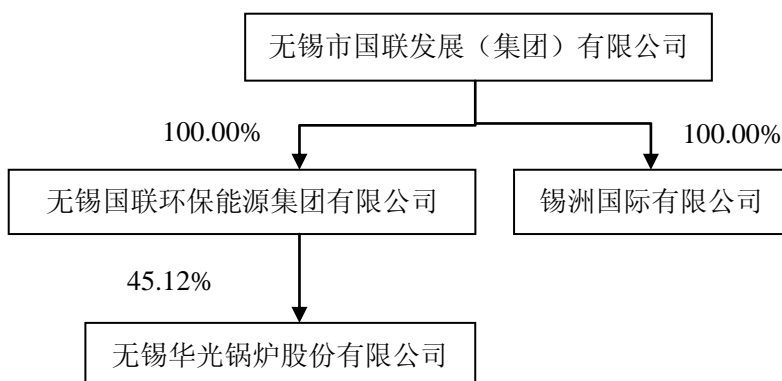 无锡市国联发展（集团）有限公司
100.00%
100.00%
无锡国联环保能源集团有限公司
锡洲国际有限公司
45.12%
无锡华光锅炉股份有限公司